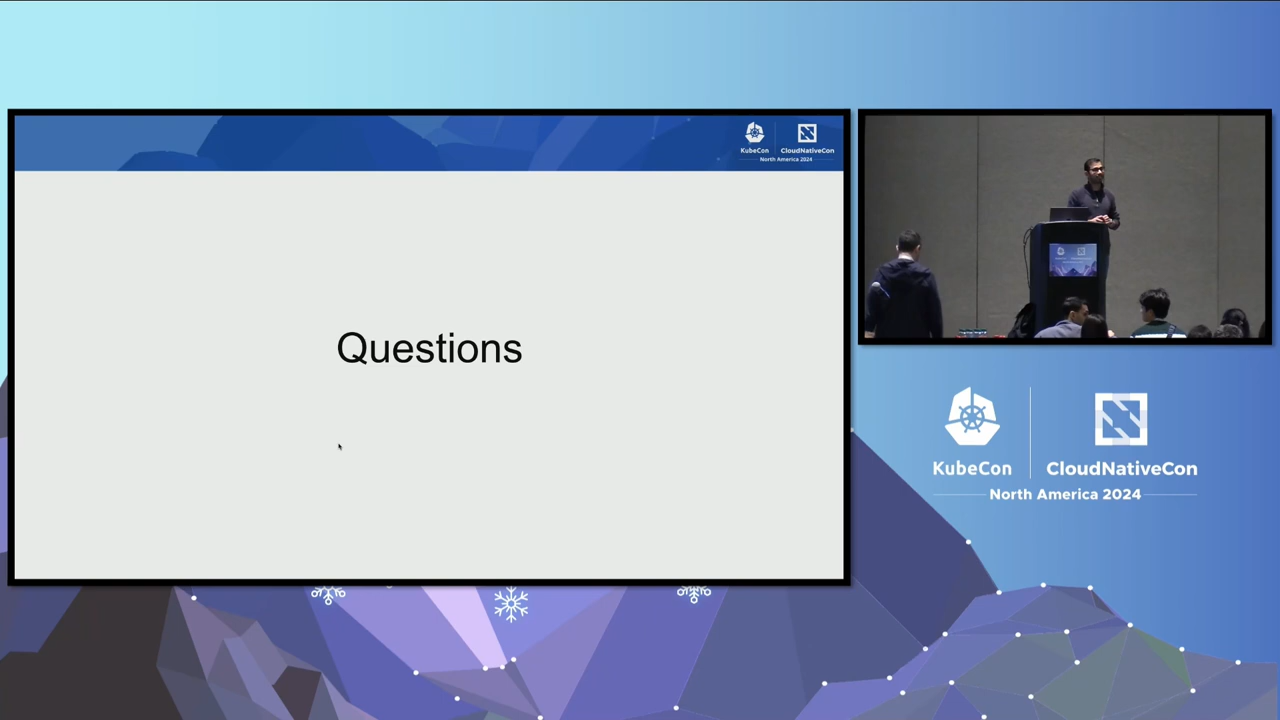 KubeCon
CloudNativeCon
North America 2024
Questions
KubeCon
CloudNativeCon
North America 2024